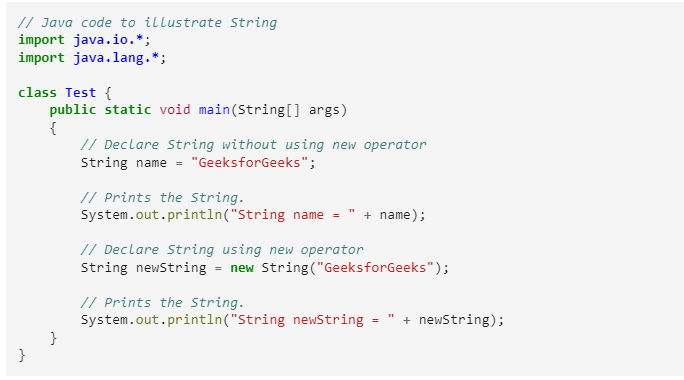 // Java code to illustrate String
import java.io.*;
import java.lang.*;
class Test {
public static void main(String[] args)
{
// Declare String without using new operator
String name = "GeeksforGeeks";
// Prints the String.
System.out.println("String name = " + name);
// Declare String using new operator
String newString = new String("GeeksforGeeks");
// Prints the String.
System.out.println("String newString = " + newString);
}
}